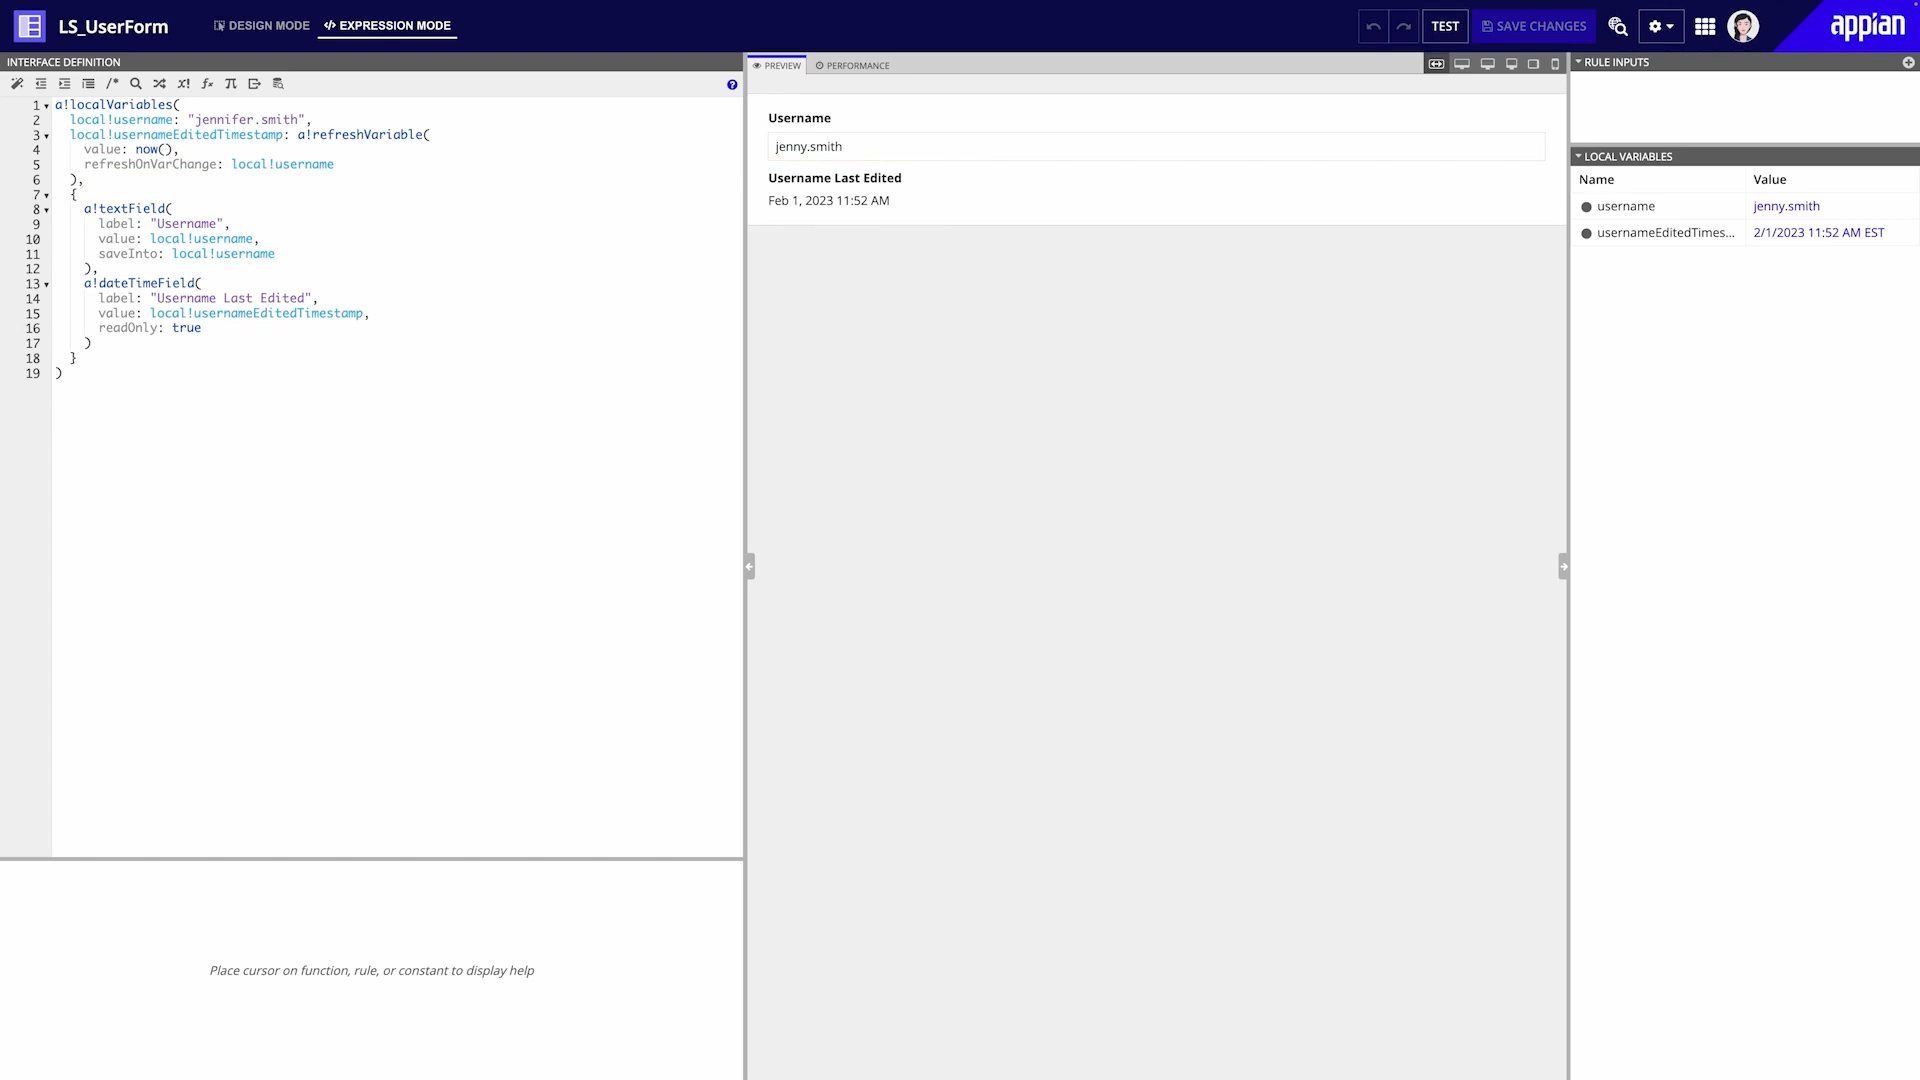 LS_UserForm
DESIGN MODE
EXPRESSION MODE
TEST
SAVE CHANGES
appian
INTERFACE DEFINITION
1 a!localVariables(
2 local!username: "jennifer.smith",
3 local!usernameEditedTimestamp: a!refreshVariable(
4 value: now(),
5 refreshOnVarChange: local!username
6 ),
7 {
8 a!textField(
9 label: "Username",
10 value: local!username,
11 saveInto: local!username
12 ),
13 a!dateTimeField(
14 label: "Username Last Edited",
15 value: local!usernameEditedTimestamp,
16 readOnly: true
17 )
18 }
19 )
Place cursor on function, rule, or constant to display help
PREVIEW
PERFORMANCE
Username
jenny.smith
Username Last Edited
Feb 1, 2023 11:52 AM
RULE INPUTS
LOCAL VARIABLES
Name Value
username jenny.smith
usernameEditedTimes... 2/1/2023 11:52 AM EST